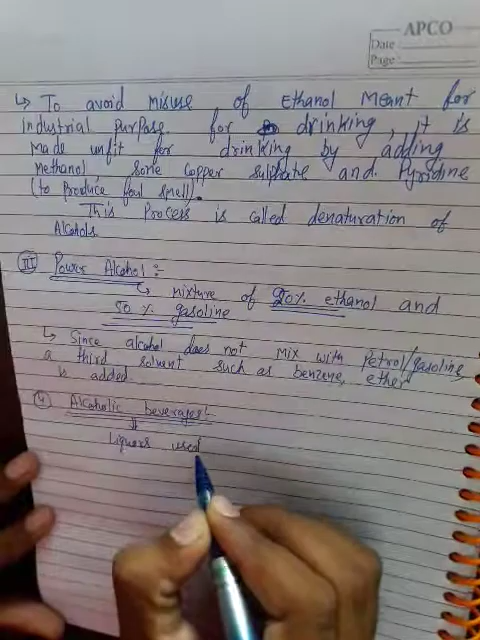 APCO
Date
Page
↳ To avoid misuse of Ethanol Meant for
Industrial purpose for drinking, it is
made unfit for drinking by adding
Methanol some copper sulphate and Pyridine
(to produce foul smell).
This process is called denaturation of
Alcohols
III Power Alcohol :-
↳ mixture of 20% ethanol and
80 % gasoline
↳ Since alcohol does not mix with petrol/gasoline,
a third solvent such as benzene, ether
is added
4 Alcoholic beverages!
⇓
Liquors used